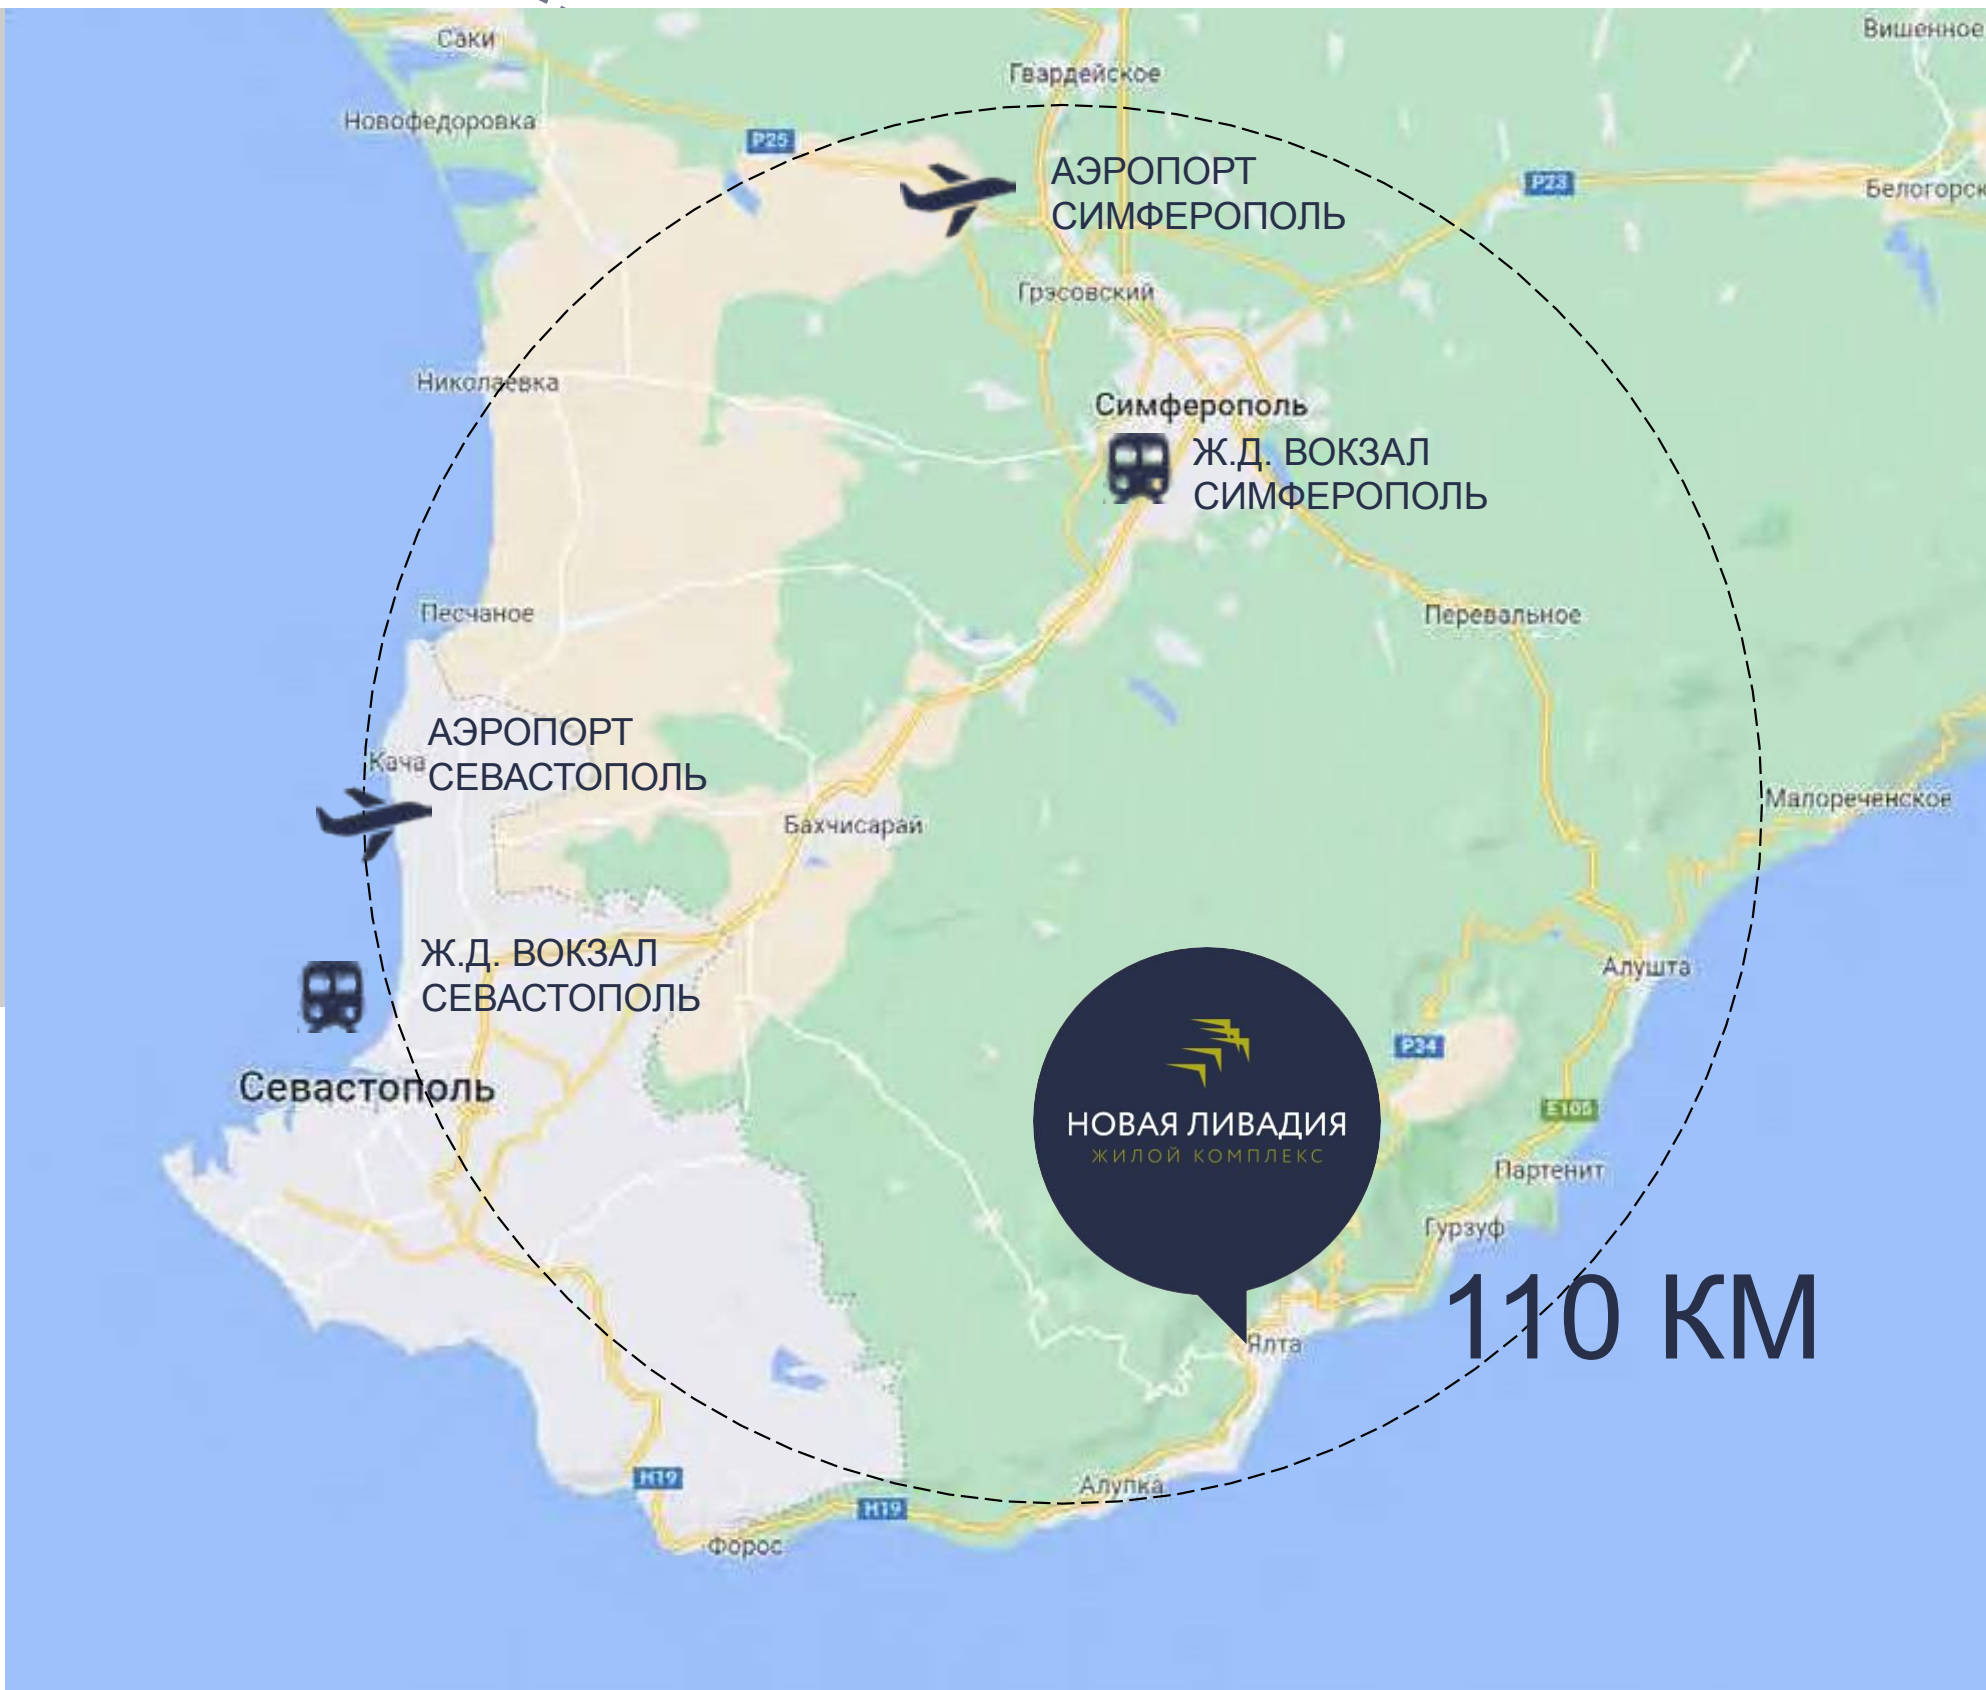 Саки
Вишенное
Гвардейское
Новофедоровка
P25
АЭРОПОРТ
СИМФЕРОПОЛЬ
P23
Белогорск
Грэсовский
Николаевка
Симферополь
Ж.Д. ВОКЗАЛ
СИМФЕРОПОЛЬ
Песчаное
Перевальное
АЭРОПОРТ
СЕВАСТОПОЛЬ
Кача
Малореченское
Бахчисарай
Ж.Д. ВОКЗАЛ
СЕВАСТОПОЛЬ
Алушта
P34
Севастополь
E105
НОВАЯ ЛИВАДИЯ
ЖИЛОЙ КОМПЛЕКС
Партенит
Гурзуф
110 КМ
Ялта
H19
Алупка
H19
Форос